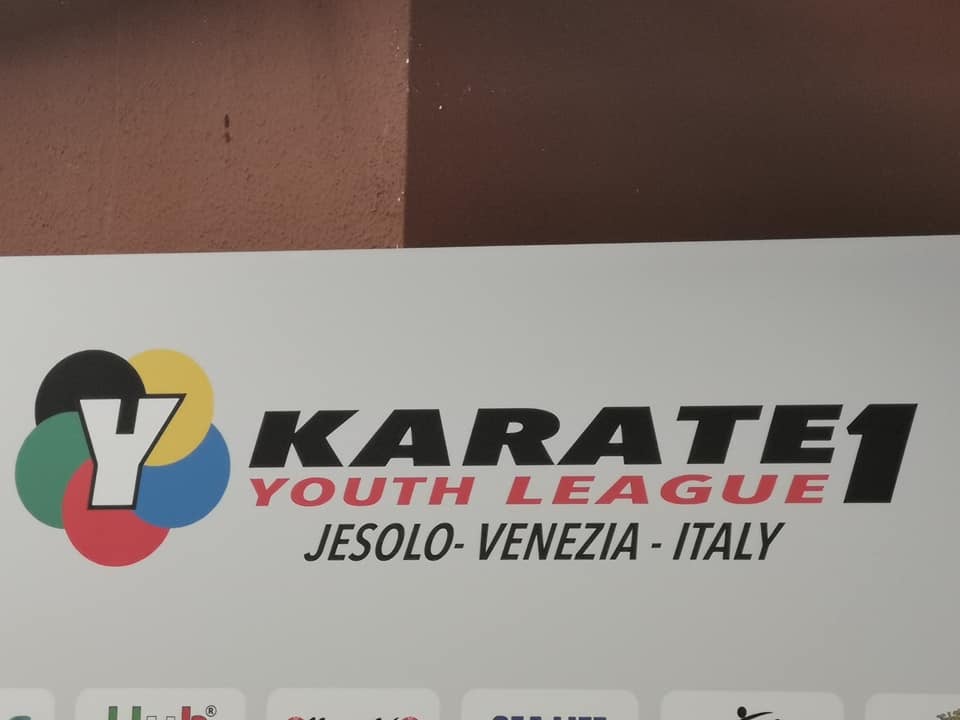 Y
KARATE1
YOUTH LEAGUE
JESOLO- VENEZIA - ITALY